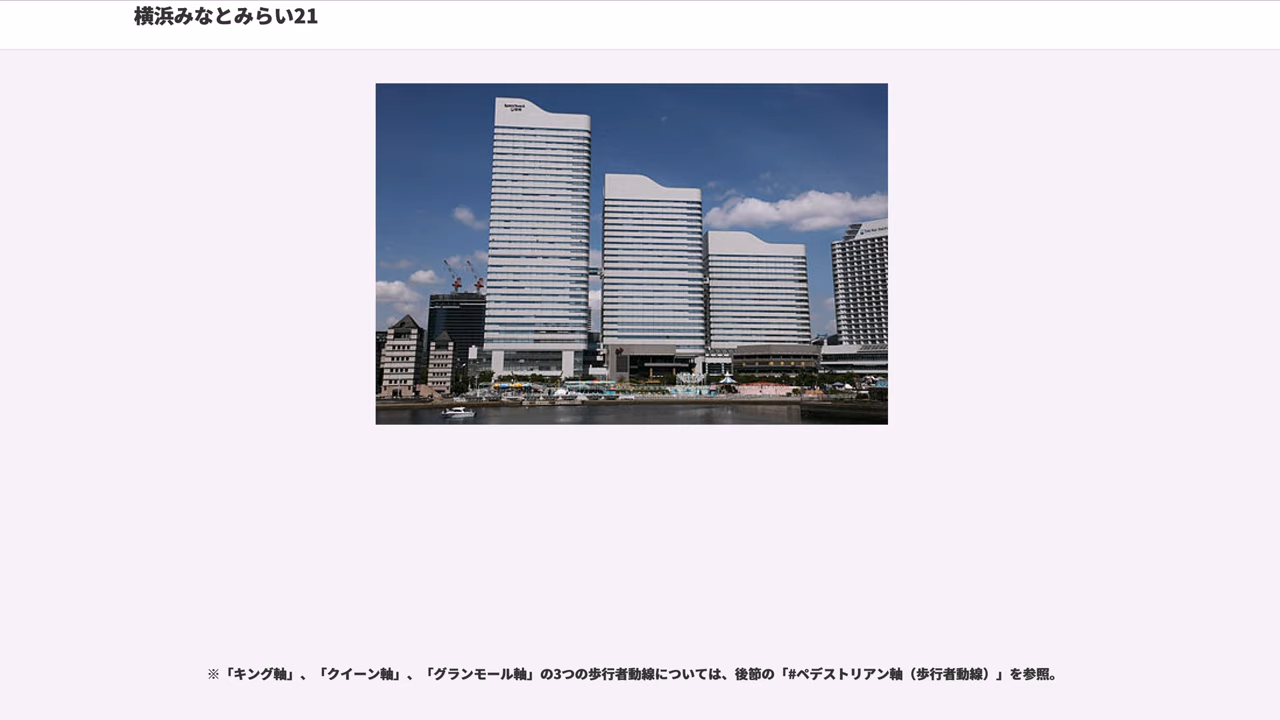 横浜みなとみらい21
※「キング軸」、「クイーン軸」、「グランモール軸」の3つの歩行者動線については、後節の「#ペデストリアン軸（歩行者動線）」を参照。